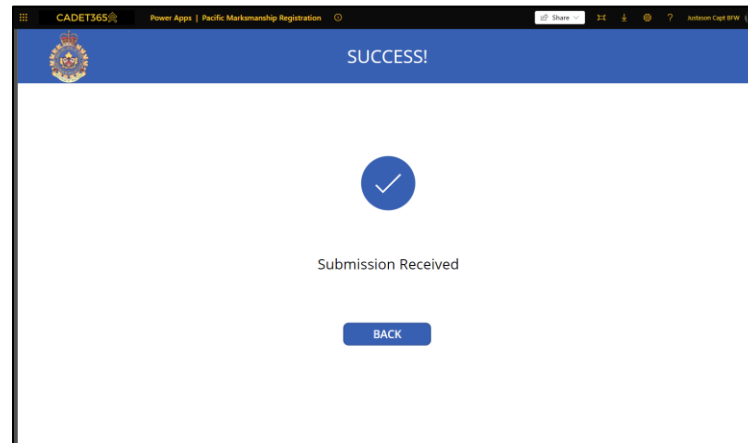 CADET365 Power Apps | Pacific Marksmanship Registration Share ? Justason Capt BFW
SUCCESS!
Submission Received
BACK